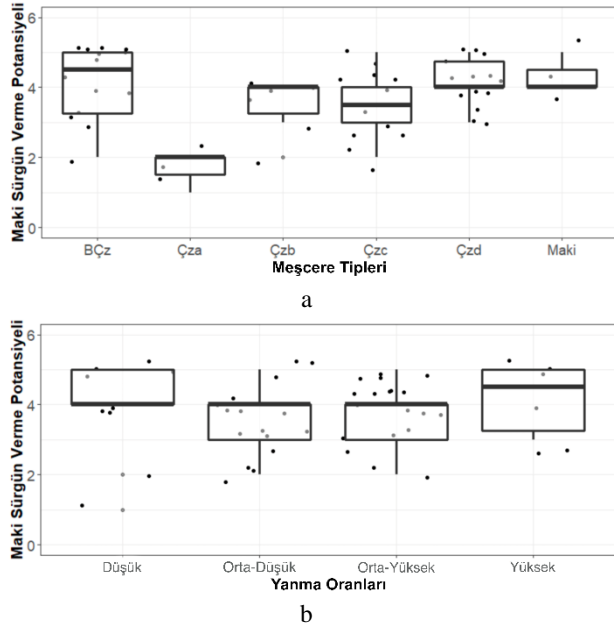 Maki Sürgün Verme Potansiyeli
6
4
2
0
BÇz Çza Çzb Çzc Çzd Maki
Meşcere Tipleri
a
Maki Sürgün Verme Potansiyeli
6
4
2
0
Düşük Orta-Düşük Orta-Yüksek Yüksek
Yanma Oranları
b